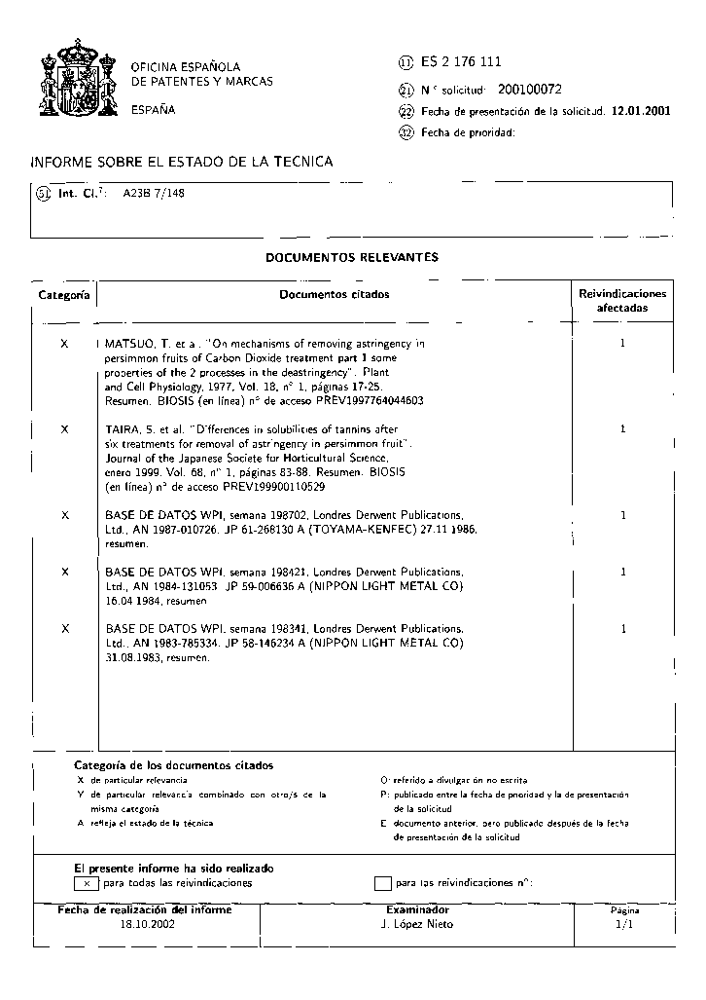 OFICINA ESPAÑOLA
DE PATENTES Y MARCAS
ESPAÑA
⑪ ES 2 176 111
㉑ N.º solicitud: 200100072
㉒ Fecha de presentación de la solicitud: 12.01.2001
㉜ Fecha de prioridad:
INFORME SOBRE EL ESTADO DE LA TECNICA
51 Int. Cl.7: A23B 7/148
DOCUMENTOS RELEVANTES
Categoría Documentos citados Reivindicaciones
afectadas
X MATSUO, T. et a. "On mechanisms of removing astringency in 1
persimmon fruits of Carbon Dioxide treatment part 1 some
properties of the 2 processes in the deastringency". Plant
and Cell Physiology, 1977, Vol. 18, n° 1, páginas 17-25.
Resumen. BIOSIS (en línea) n° de acceso PREV1997764044603
X TAIRA, S. et al. "Differences in solubilities of tannins after 1
six treatments for removal of astringency in persimmon fruit".
Journal of the Japanese Societe for Horticultural Science,
enero 1999. Vol. 68, n° 1, páginas 83-88. Resumen. BIOSIS
(en línea) n° de acceso PREV199900110529
X BASE DE DATOS WPI, semana 198702, Londres Derwent Publications, 1
Ltd., AN 1987-010726. JP 61-268130 A (TOYAMA-KENFEC) 27.11.1986,
resumen.
X BASE DE DATOS WPI, semana 198421, Londres Derwent Publications, 1
Ltd., AN 1984-131053 JP 59-006636 A (NIPPON LIGHT METAL CO)
16.04.1984, resumen
X BASE DE DATOS WPI, semana 198341, Londres Derwent Publications, 1
Ltd., AN 1983-785334. JP 58-146234 A (NIPPON LIGHT METAL CO)
31.08.1983, resumen.
Categoría de los documentos citados
X de particular relevancia O: referido a divulgación no escrita
Y de particular relevancia combinado con otro/s de la P: publicado entre la fecha de prioridad y la de presentación
misma categoría de la solicitud
A refleja el estado de la técnica E documento anterior, pero publicado después de la fecha
de presentación de la solicitud
El presente informe ha sido realizado
x para todas las reivindicaciones para las reivindicaciones n°:
Fecha de realización del informe Examinador Página
18.10.2002 J. López Nieto 1/1